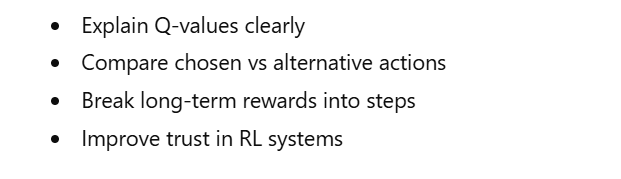 • Explain Q-values clearly
• Compare chosen vs alternative actions
• Break long-term rewards into steps
• Improve trust in RL systems